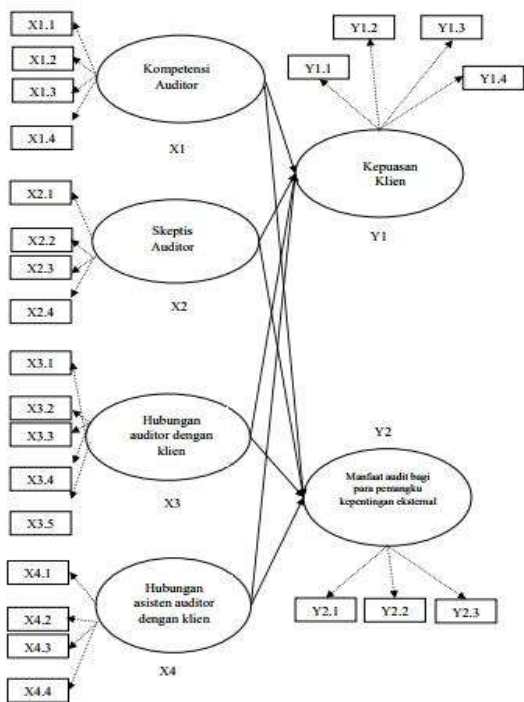 X1.1
X1.2
X1.3
X1.4
Kompetensi
Auditor
X1
X2.1
X2.2
X2.3
X2.4
Skeptis
Auditor
X2
X3.1
X3.2
X3.3
X3.4
X3.5
Hubungan
auditor dengan
klien
X3
X4.1
X4.2
X4.3
X4.4
Hubungan
asisten auditor
dengan klien
X4
Y1.1
Y1.2
Y1.3
Y1.4
Kepuasan
Klien
Y1
Y2
Manfaat audit bagi
para pemangku
kepentingan eksternal
Y2.1
Y2.2
Y2.3